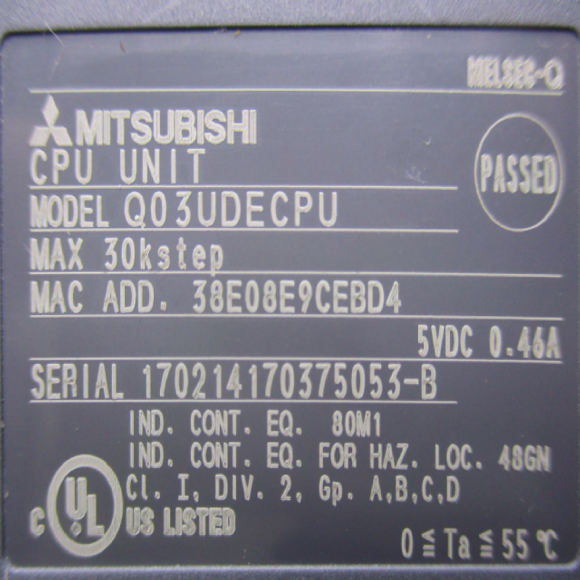 MELSEC-Q
MITSUBISHI
CPU UNIT
PASSED
MODEL Q03UDECPU
MAX 30kstep
MAC ADD. 38E08E9CEBD4
5VDC 0.46A
SERIAL 170214170375053-B
IND. CONT. EQ. 80M1
IND. CONT. EQ. FOR HAZ. LOC. 48GN
Cl. I, DIV. 2, Gp. A,B,C,D
C UL US LISTED
0≦Ta≦55℃